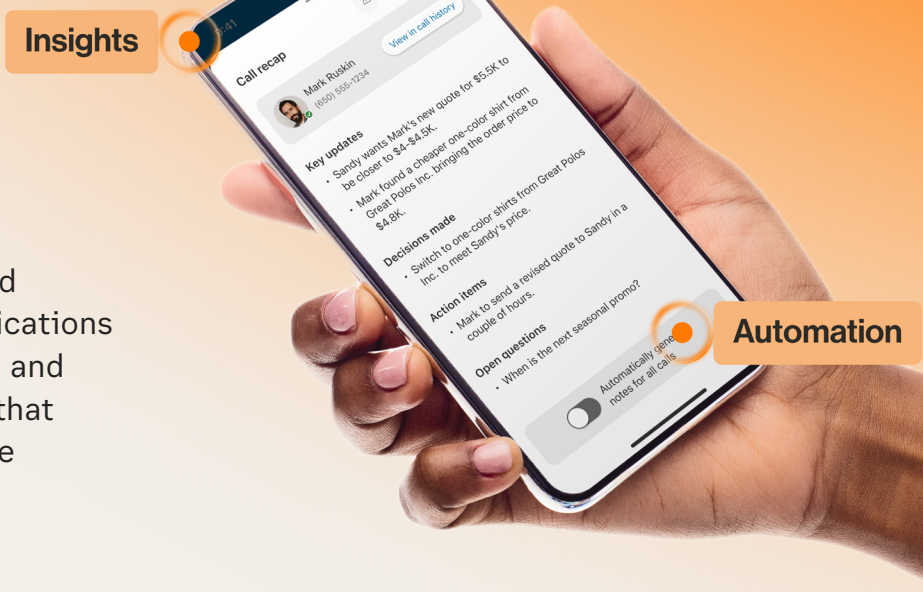 Insights
:41
Call recap
Mark Ruskin
(650) 555-1234
View in call history
Key updates
• Sandy wants Mark's new quote for $5.5K to
be closer to $4-$4.5K.
• Mark found a cheaper one-color shirt from
Great Polos Inc. bringing the order price to
$4.8K.
Decisions made
• Switch to one-color shirts from Great Polos
Inc. to meet Sandy's price.
Action items
• Mark to send a revised quote to Sandy in a
couple of hours.
Open questions
• When is the next seasonal promo?
Automatically gene
notes for all calls
Automation
d
ications
and
that
e